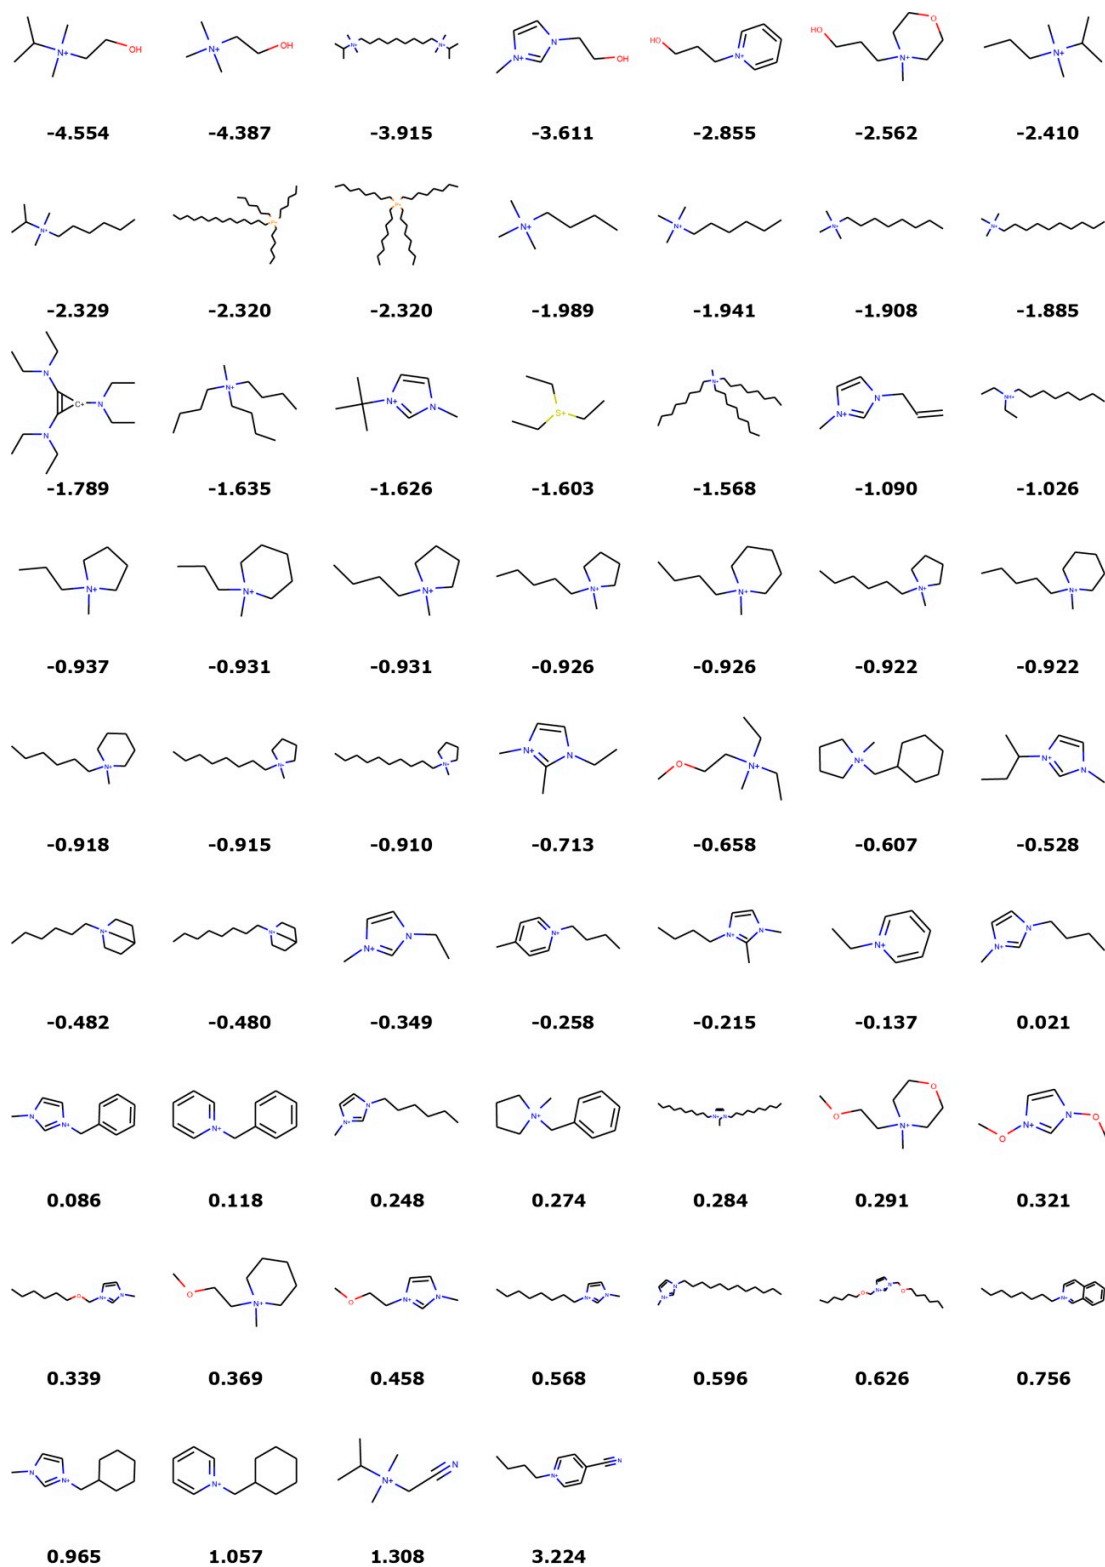 OH
N+
-4.554
N+
OH
-4.387
N+
N+
-3.915
N
N+
OH
-3.611
HO
N+
-2.855
HO
O
N+
-2.562
N+
-2.410
N+
-2.329
P+
-2.320
P+
-2.320
N+
-1.989
N+
-1.941
N+
-1.908
N+
-1.885
N
C+
N
N
-1.789
N+
-1.635
N+
N
-1.626
S+
-1.603
N+
-1.568
N
N+
-1.090
NH+
-1.026
N+
-0.937
N+
-0.931
N+
-0.931
N+
-0.926
N+
-0.926
N+
-0.922
N+
-0.922
N+
-0.918
N+
-0.915
N+
-0.910
N+
N
-0.713
O
N+
-0.658
N+
-0.607
N+
N
-0.528
N+
-0.482
N+
-0.480
N
N+
-0.349
N+
-0.258
N+
N
-0.215
N+
-0.137
N
N+
0.021
N
N+
0.086
N+
0.118
N
N+
0.248
N+
0.274
N+
N
0.284
O
O
N+
0.291
N
O
O
N+
0.321
O
N+
N
0.339
O
N+
0.369
O
N+
N
0.458
N+
N
0.568
N
N+
0.596
O
N+
N
O
0.626
N+
0.756
N
N+
0.965
N+
1.057
N
N+
1.308
N+
N
3.224